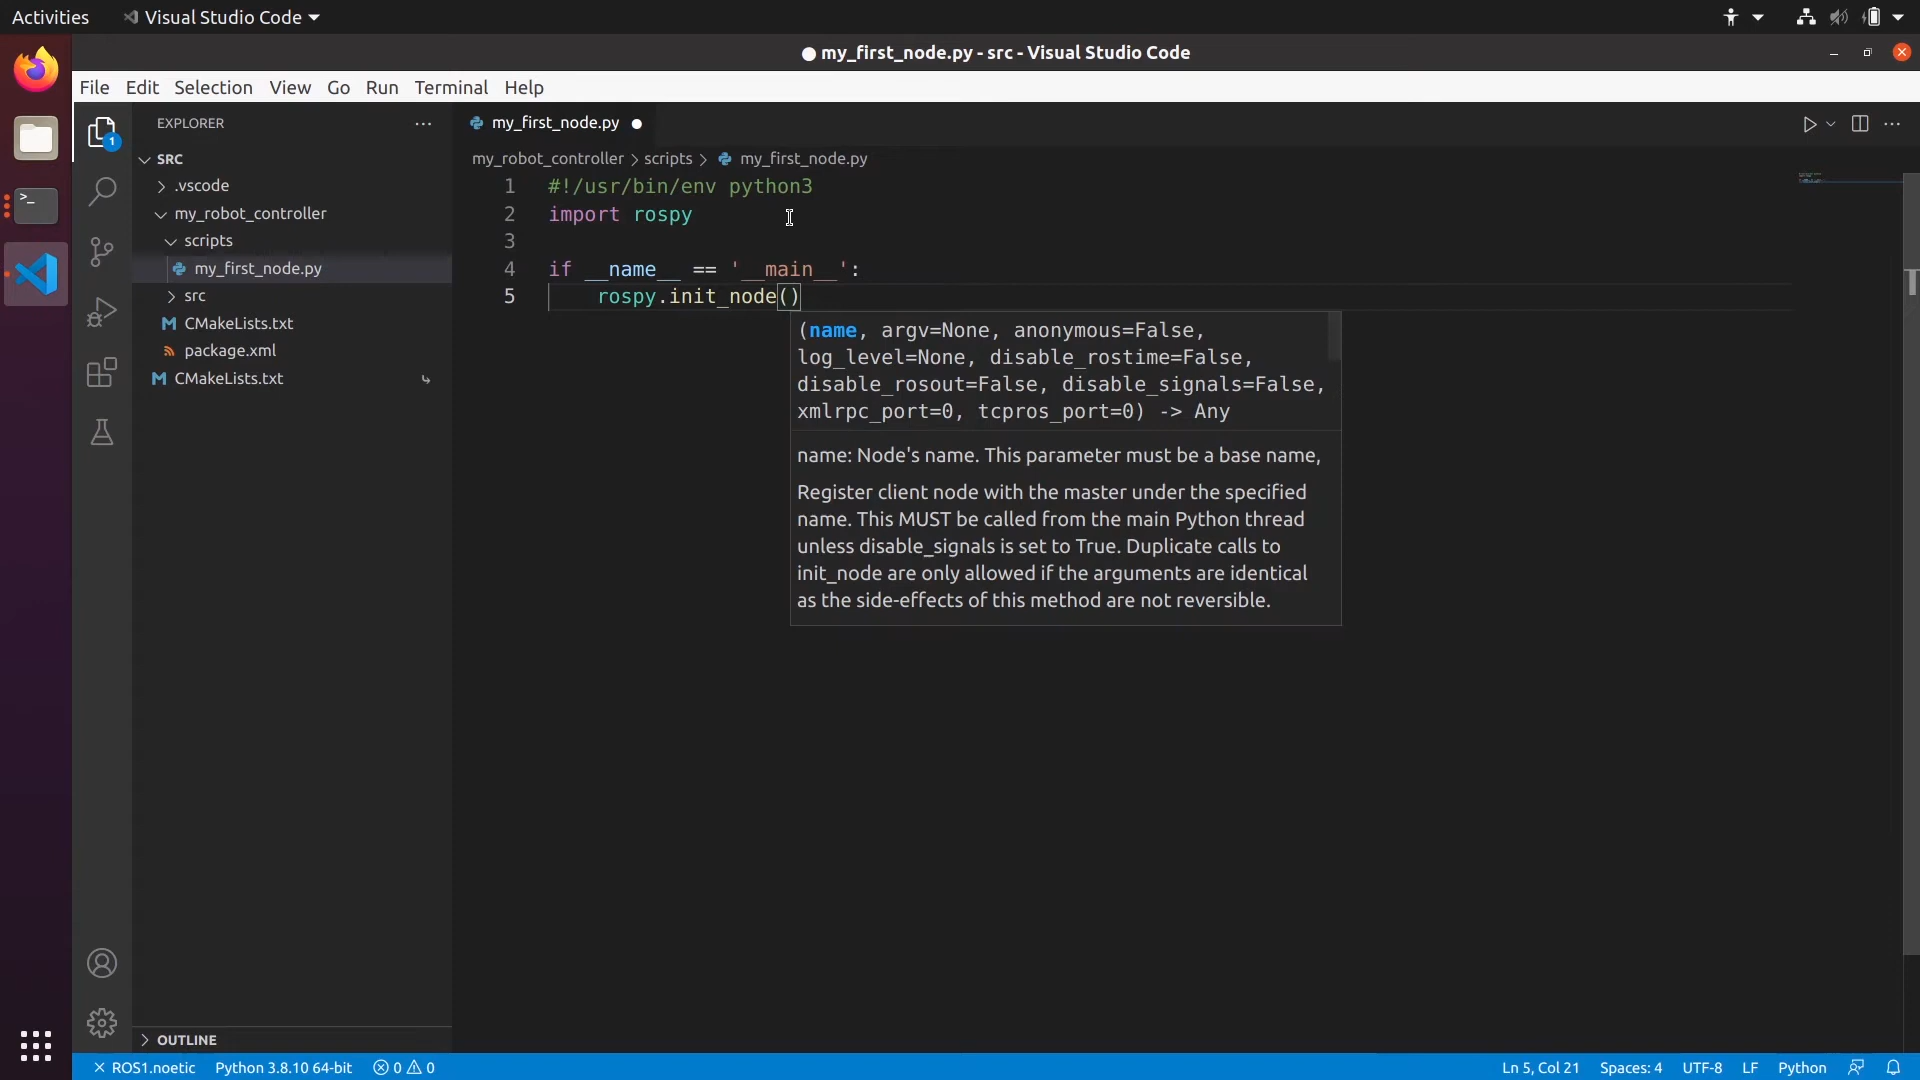 Activities
Visual Studio Code
● my_first_node.py - src - Visual Studio Code
File Edit Selection View Go Run Terminal Help
EXPLORER
SRC
.vscode
my_robot_controller
scripts
my_first_node.py
src
CMakeLists.txt
package.xml
CMakeLists.txt
OUTLINE
1
my_first_node.py
my_robot_controller > scripts > my_first_node.py
1 #!/usr/bin/env python3
2 import rospy
3
4 if __name__ == '__main__':
5 rospy.init_node()
(name, argv=None, anonymous=False,
log_level=None, disable_rostime=False,
disable_rosout=False, disable_signals=False,
xmlrpc_port=0, tcpros_port=0) -> Any
name: Node's name. This parameter must be a base name,
Register client node with the master under the specified
name. This MUST be called from the main Python thread
unless disable_signals is set to True. Duplicate calls to
init_node are only allowed if the arguments are identical
as the side-effects of this method are not reversible.
ROS1.noetic Python 3.8.10 64-bit 0 0 Ln 5, Col 21 Spaces: 4 UTF-8 LF Python